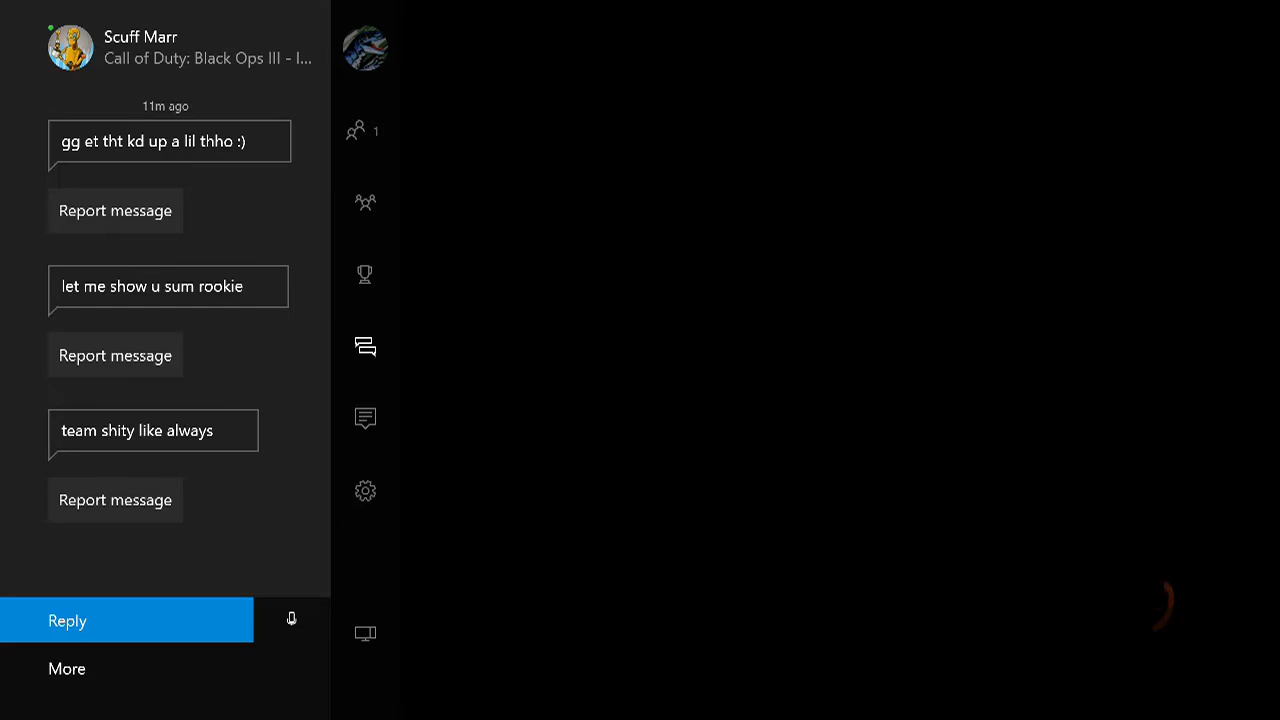 Scuff Marr
Call of Duty: Black Ops III - I...
11m ago
gg et tht kd up a lil thho :)
Report message
let me show u sum rookie
Report message
team shity like always
Report message
Reply
More
1